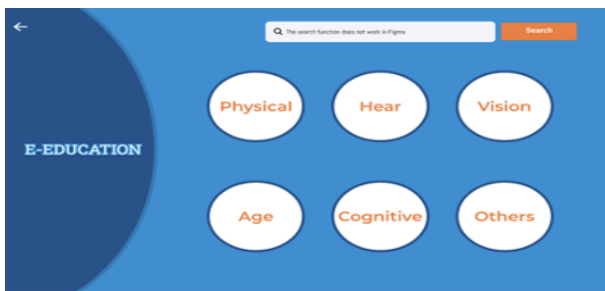 The search function does not work in Figma
Search
Physical
Hear
Vision
E-EDUCATION
Age
Cognitive
Others